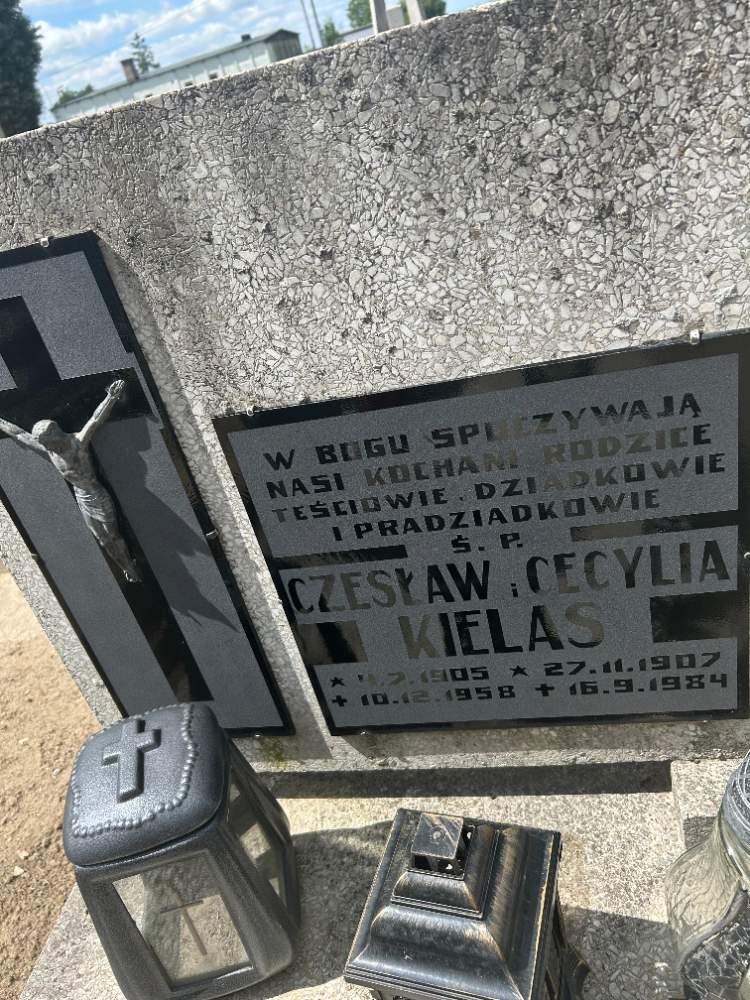 W BOGU SPOCZYWAJĄ
NASI KOCHANI RODZICE
TEŚCIOWIE, DZIADKOWIE
I PRADZIADKOWIE
Ś. P.
CZESŁAW i CECYLIA
KIELAS
★ 4.7.1905 ★ 27.11.1907
+ 10.12.1958 + 16.9.1984